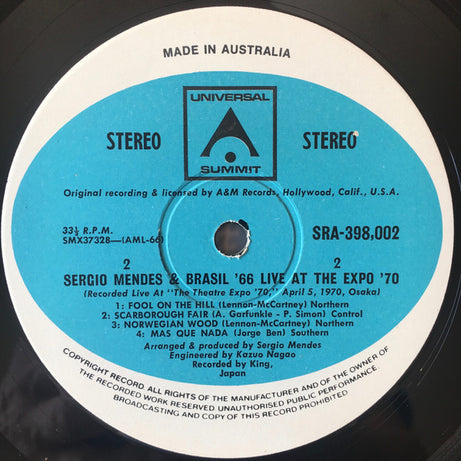 MADE IN AUSTRALIA
UNIVERSAL
SUMMIT
STEREO STEREO
Original recording & licensed by A&M Records, Hollywood, Calif., U.S.A.
33⅓ R.P.M.
SMX37328—(AML-66) SRA-398,002
2 2
SERGIO MENDES & BRASIL '66 LIVE AT THE EXPO '70
(Recorded Live At "The Theatre Expo '70," April 5, 1970, Osaka)
1: FOOL ON THE HILL (Lennon-McCartney) Northern
2: SCARBOROUGH FAIR (A. Garfunkle - P. Simon) Control
3: NORWEGIAN WOOD (Lennon-McCartney) Northern
4: MAS QUE NADA (Jorge Ben) Southern
Arranged & produced by Sergio Mendes
Engineered by Kazuo Nagao
Recorded by King,
Japan
COPYRIGHT RECORD ALL RIGHTS OF THE MANUFACTURER AND OF THE OWNER OF
THE RECORDED WORK RESERVED UNAUTHORISED PUBLIC PERFORMANCE,
BROADCASTING AND COPY OF THIS RECORD PROHIBITED